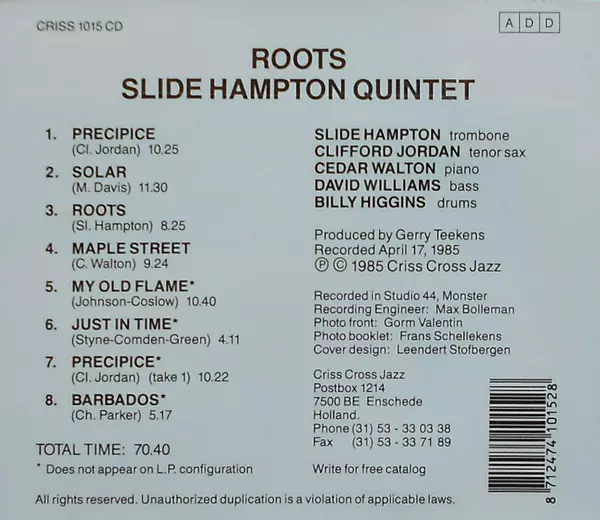 CRISS 1015 CD
A D D
ROOTS
SLIDE HAMPTON QUINTET
1. PRECIPICE
(Cl. Jordan) 10.25
2. SOLAR
(M. Davis) 11.30
3. ROOTS
(Sl. Hampton) 8.25
4. MAPLE STREET
(C. Walton) 9.24
5. MY OLD FLAME*
(Johnson-Coslow) 10.40
6. JUST IN TIME*
(Styne-Comden-Green) 4.11
7. PRECIPICE*
(Cl. Jordan) (take 1) 10.22
8. BARBADOS*
(Ch. Parker) 5.17
TOTAL TIME: 70.40
* Does not appear on L.P. configuration
SLIDE HAMPTON trombone
CLIFFORD JORDAN tenor sax
CEDAR WALTON piano
DAVID WILLIAMS bass
BILLY HIGGINS drums
Produced by Gerry Teekens
Recorded April 17, 1985
℗ © 1985 Criss Cross Jazz
Recorded in Studio 44, Monster
Recording Engineer: Max Bolleman
Photo front: Gorm Valentin
Photo booklet: Frans Schellekens
Cover design: Leendert Stofbergen
Criss Cross Jazz
Postbox 1214
7500 BE Enschede
Holland.
Phone (31) 53 - 33 03 38
Fax (31) 53 - 33 71 89
Write for free catalog
8 712474 101528
All rights reserved. Unauthorized duplication is a violation of applicable laws.